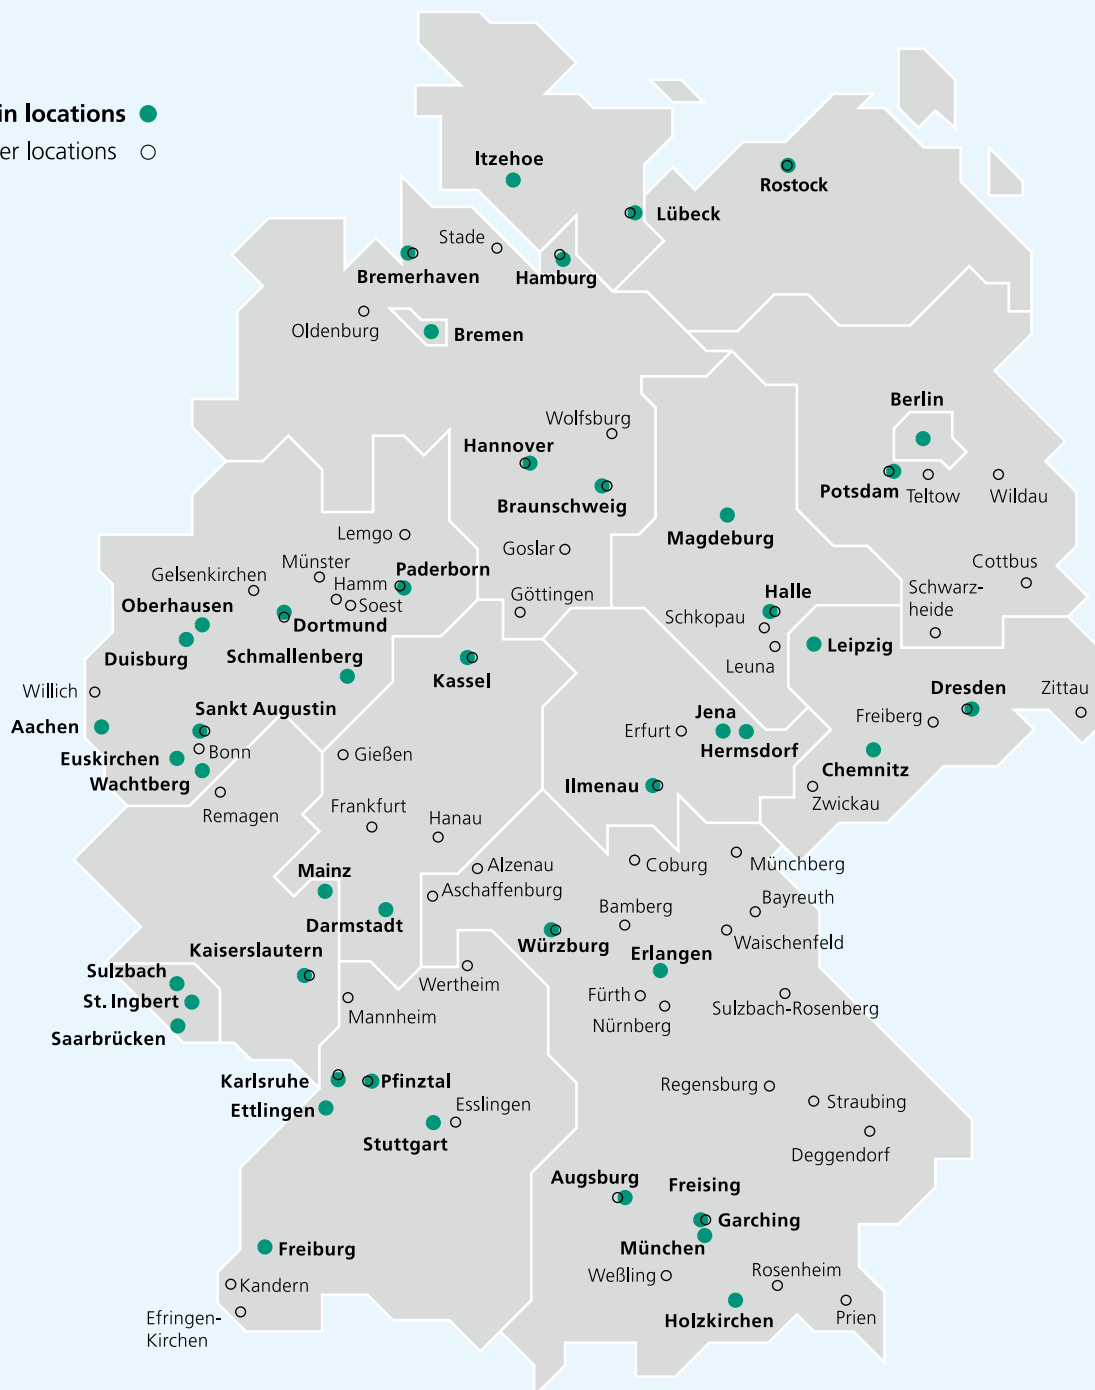 in locations
er locations
Itzehoe
Rostock
Lübeck
Stade
Bremerhaven
Hamburg
Oldenburg
Bremen
Berlin
Wolfsburg
Hannover
Potsdam
Teltow
Wildau
Braunschweig
Magdeburg
Lemgo
Goslar
Münster
Cottbus
Gelsenkirchen
Hamm
Paderborn
Schwarz-
heide
Oberhausen
Soest
Göttingen
Halle
Dortmund
Schkopau
Duisburg
Schmallenberg
Leuna
Leipzig
Kassel
Willich
Dresden
Zittau
Sankt Augustin
Aachen
Jena
Freiberg
Erfurt
Hermsdorf
Bonn
Gießen
Euskirchen
Chemnitz
Wachtberg
Ilmenau
Remagen
Frankfurt
Zwickau
Hanau
Alzenau
Coburg
Münchberg
Mainz
Aschaffenburg
Bayreuth
Darmstadt
Bamberg
Würzburg
Waischenfeld
Kaiserslautern
Erlangen
Sulzbach
Wertheim
St. Ingbert
Fürth
Mannheim
Sulzbach-Rosenberg
Nürnberg
Saarbrücken
Karlsruhe
Pfinztal
Regensburg
Ettlingen
Esslingen
Straubing
Stuttgart
Deggendorf
Augsburg
Freising
Garching
Freiburg
München
Weßling
Rosenheim
Kandern
Efringen-
Kirchen
Holzkirchen
Prien